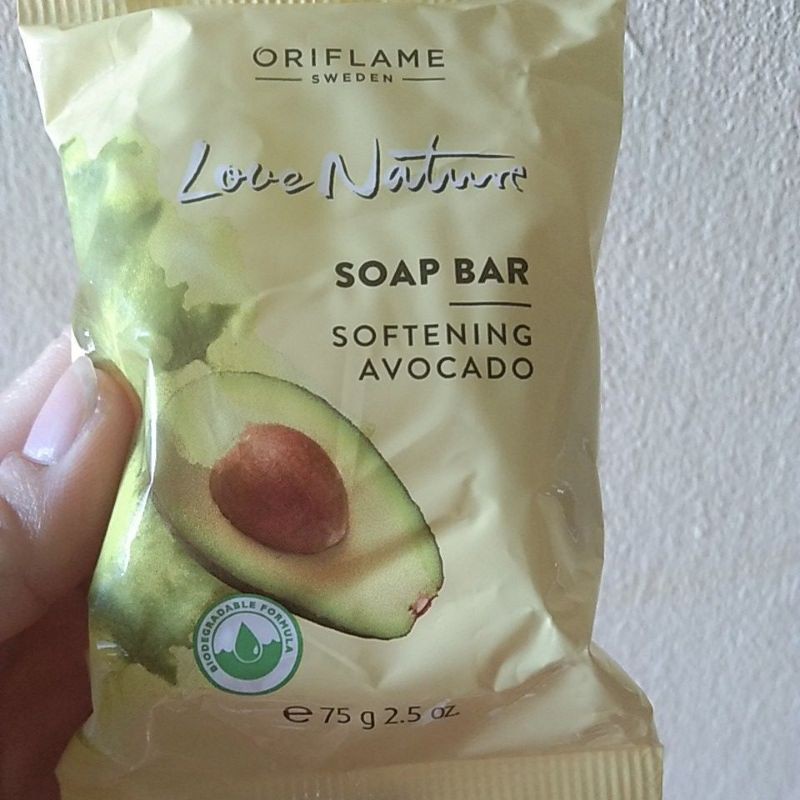 ORIFLAME
SWEDEN
Love Nature
SOAP BAR
SOFTENING
AVOCADO
BIODEGRADABLE FORMULA
℮ 75 g 2.5 oz.